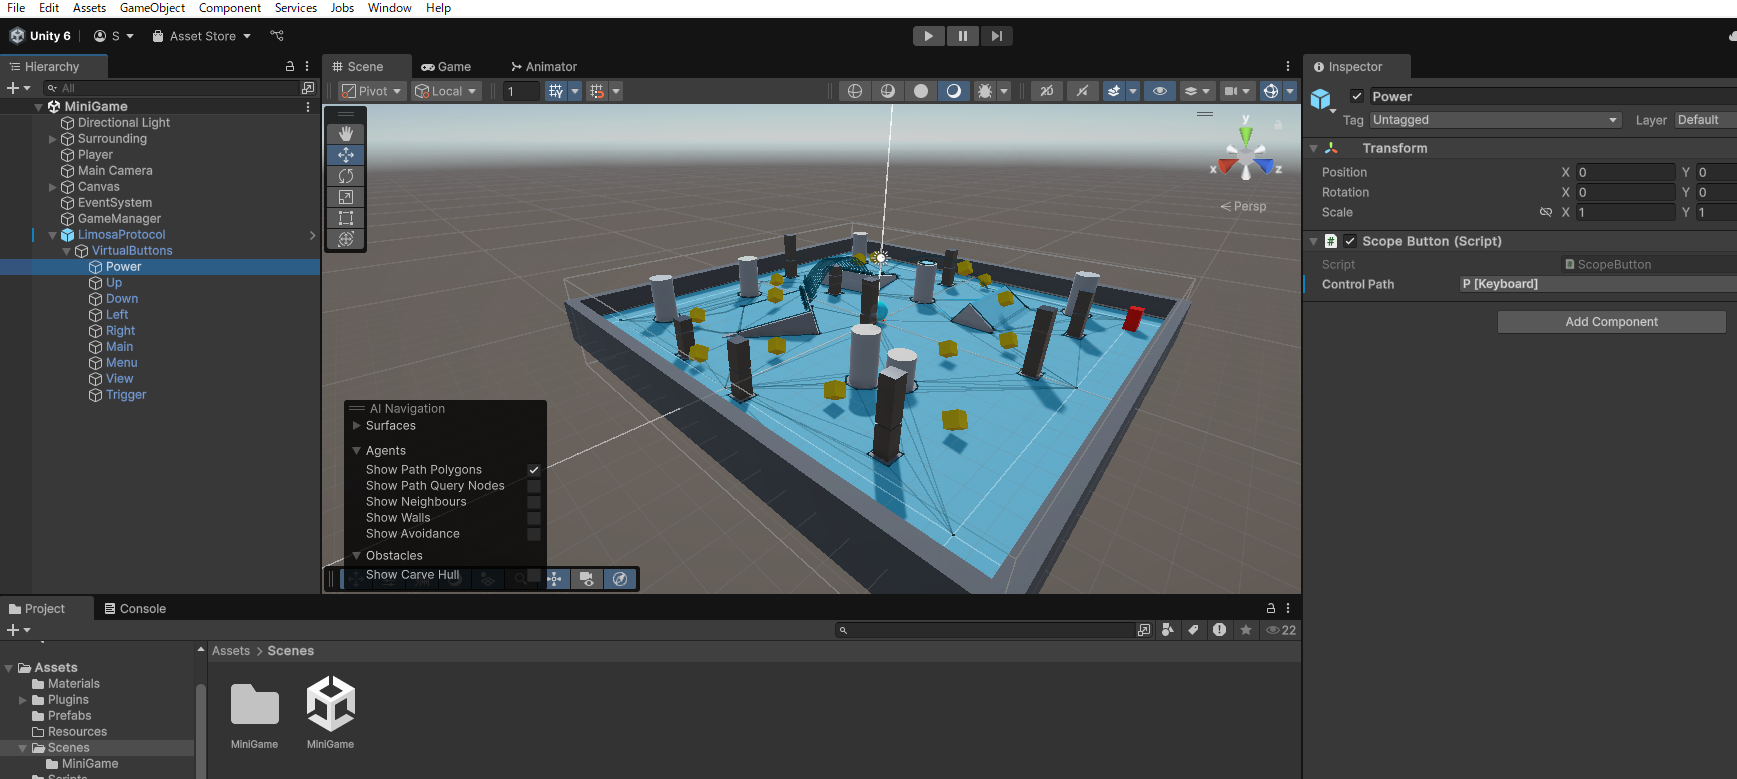 File Edit Assets GameObject Component Services Jobs Window Help
Unity 6 S Asset Store
Hierarchy
All
MiniGame
Directional Light
Surrounding
Player
Main Camera
Canvas
EventSystem
GameManager
LimosaProtocol
VirtualButtons
Power
Up
Down
Left
Right
Main
Menu
View
Trigger
Scene Game Animator
Pivot Local 1
y
x z
Persp
AI Navigation
Surfaces
Agents
Show Path Polygons
Show Path Query Nodes
Show Neighbours
Show Walls
Show Avoidance
Obstacles
Show Carve Hull
Inspector
Power
Tag Untagged Layer Default
Transform
Position X 0 Y 0
Rotation X 0 Y 0
Scale X 1 Y 1
# Scope Button (Script)
Script ScopeButton
Control Path P [Keyboard]
Add Component
Project Console
22
Assets
Materials
Plugins
Prefabs
Resources
Scenes
MiniGame
Scripts
Assets > Scenes
MiniGame MiniGame